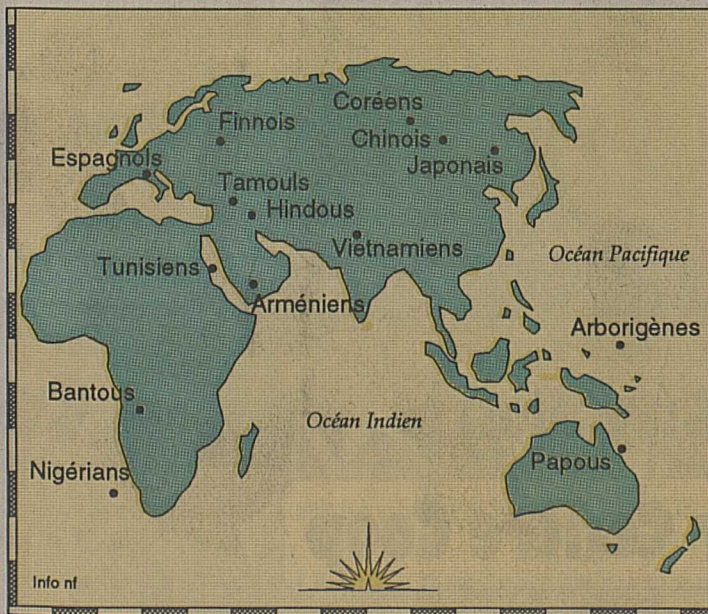 Coréens
Finnois
Chinois
Espagnols
Japonais
Tamouls
Hindous
Vietnamiens
Océan Pacifique
Tunisiens
Arméniens
Arborigènes
Bantous
Océan Indien
Papous
Nigérians
Info nf